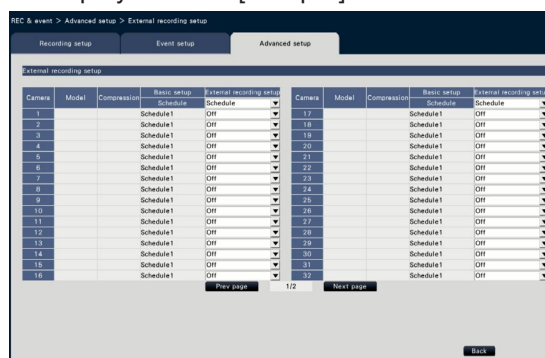 REC & event > Advanced setup > External recording setup
Recording setup Event setup Advanced setup
External recording setup
Camera Model Compression Basic setup External recording setup Camera Model Compression Basic setup External recording setup
Schedule Schedule Schedule Schedule
1 Schedule1 Off 17 Schedule1 Off
2 Schedule1 Off 18 Schedule1 Off
3 Schedule1 Off 19 Schedule1 Off
4 Schedule1 Off 20 Schedule1 Off
5 Schedule1 Off 21 Schedule1 Off
6 Schedule1 Off 22 Schedule1 Off
7 Schedule1 Off 23 Schedule1 Off
8 Schedule1 Off 24 Schedule1 Off
9 Schedule1 Off 25 Schedule1 Off
10 Schedule1 Off 26 Schedule1 Off
11 Schedule1 Off 27 Schedule1 Off
12 Schedule1 Off 28 Schedule1 Off
13 Schedule1 Off 29 Schedule1 Off
14 Schedule1 Off 30 Schedule1 Off
15 Schedule1 Off 31 Schedule1 Off
16 Schedule1 Off 32 Schedule1 Off
Prev page 1/2 Next page
Back